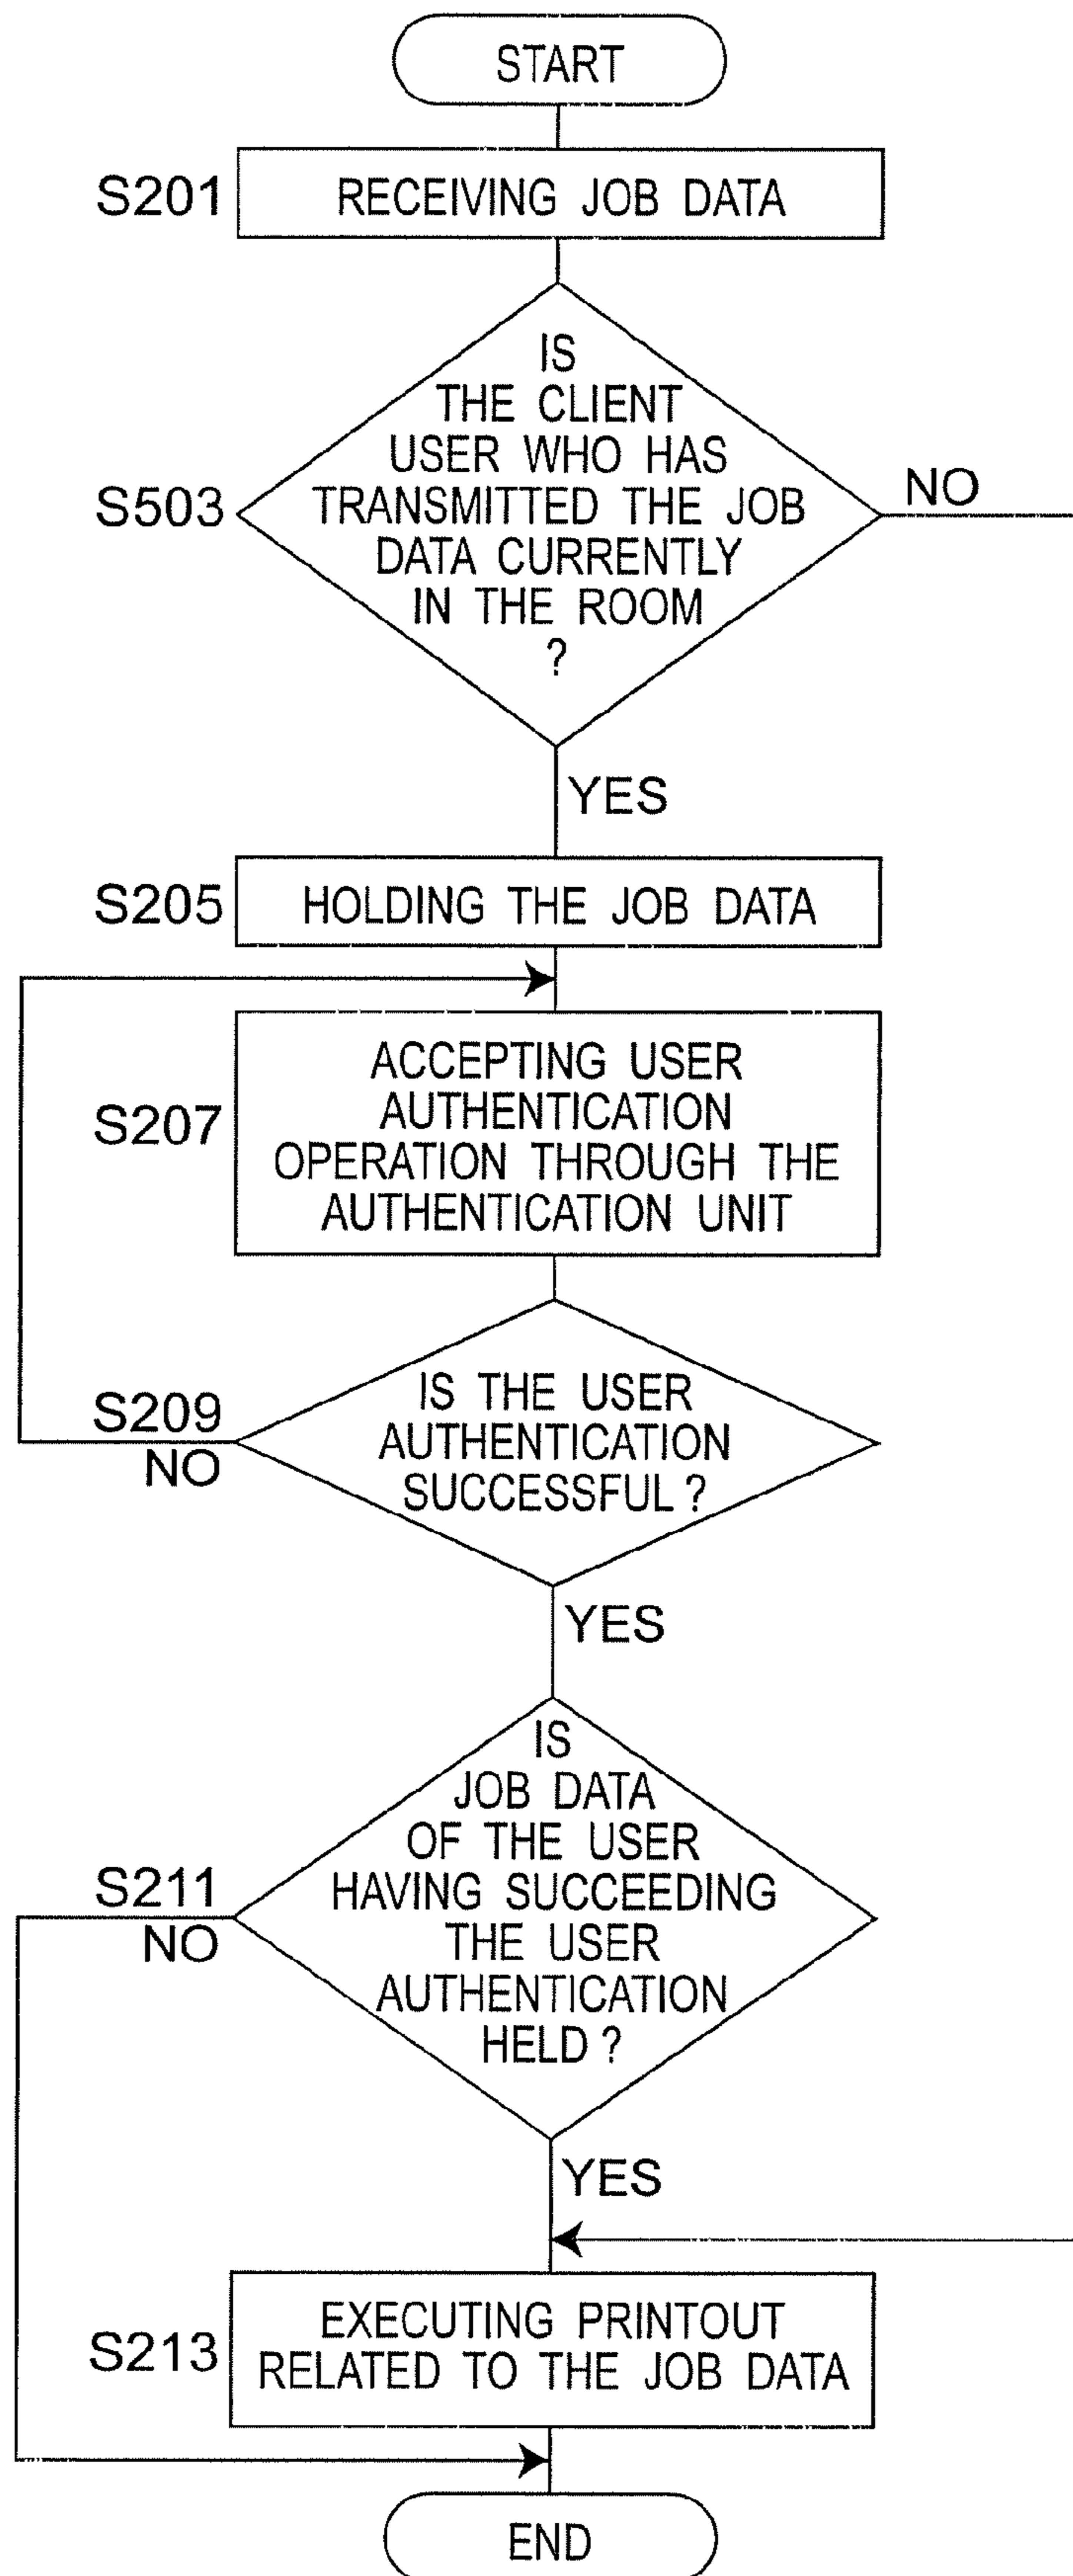 START
S201
RECEIVING JOB DATA
IS
THE CLIENT
USER WHO HAS
TRANSMITTED THE JOB
DATA CURRENTLY
IN THE ROOM
?
S503
NO
YES
S205
HOLDING THE JOB DATA
S207
ACCEPTING USER
AUTHENTICATION
OPERATION THROUGH THE
AUTHENTICATION UNIT
S209
NO
IS THE USER
AUTHENTICATION
SUCCESSFUL ?
YES
S211
NO
IS
JOB DATA
OF THE USER
HAVING SUCCEEDING
THE USER
AUTHENTICATION
HELD ?
YES
S213
EXECUTING PRINTOUT
RELATED TO THE JOB DATA
END